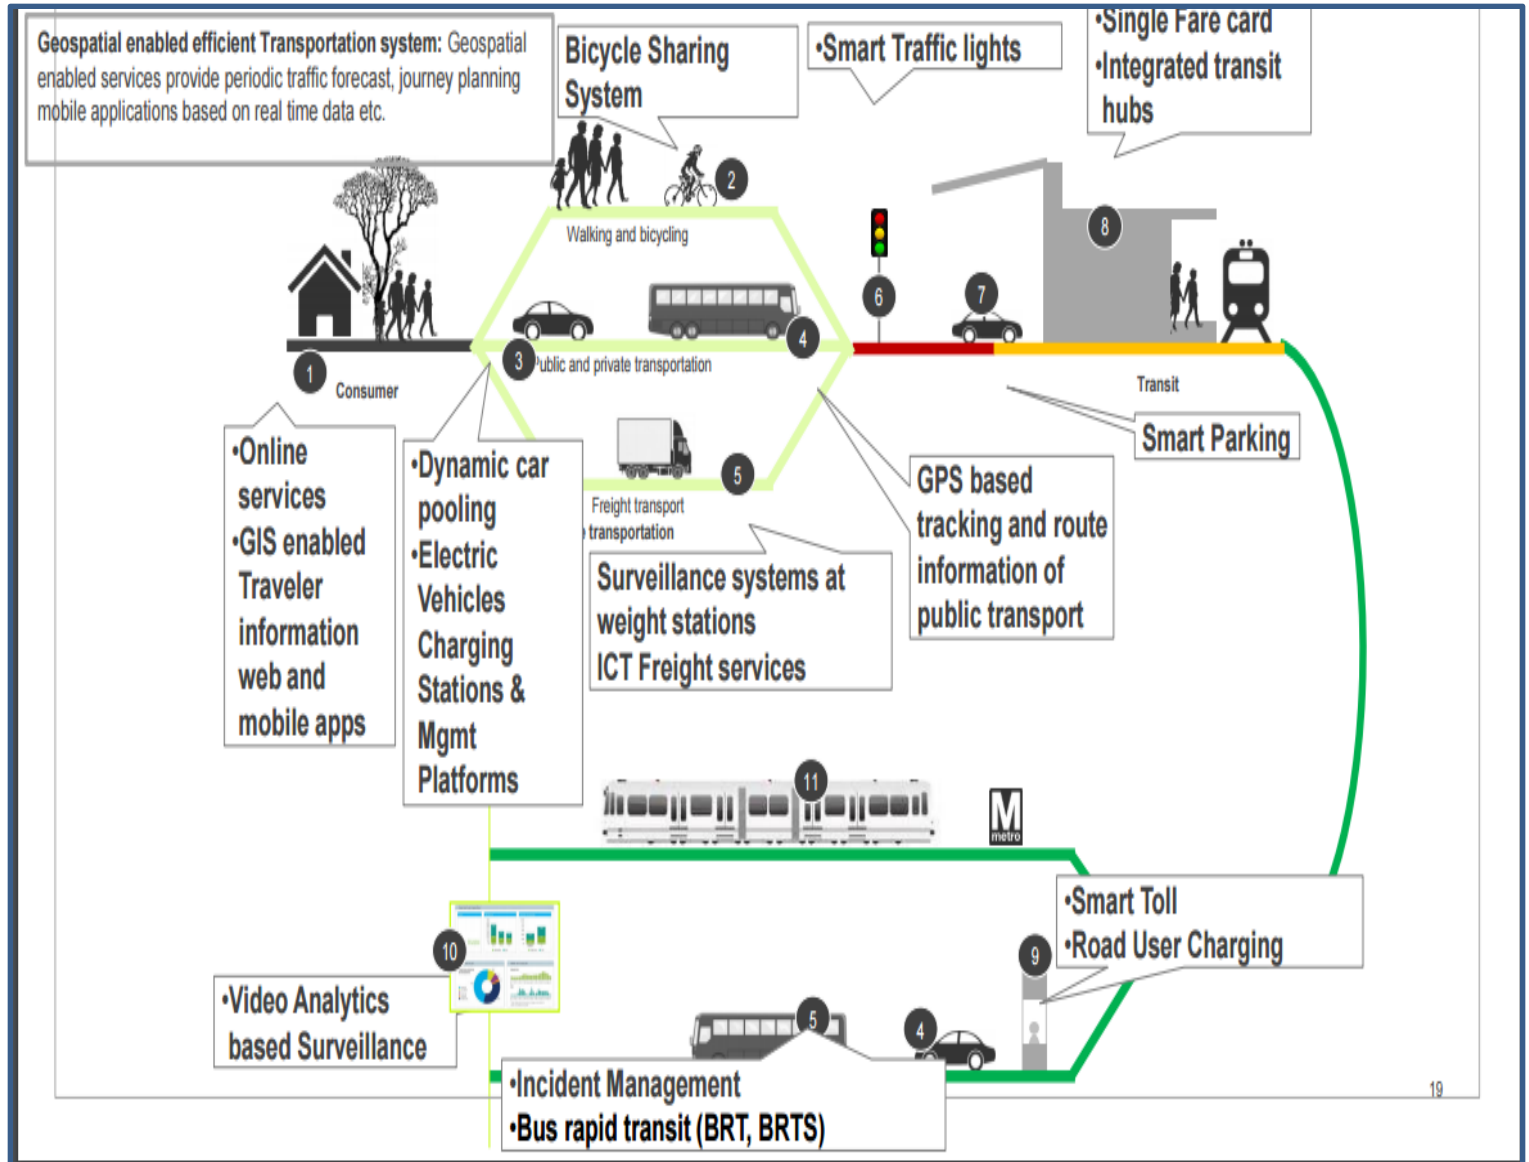 Geospatial enabled efficient Transportation system: Geospatial
enabled services provide periodic traffic forecast, journey planning
mobile applications based on real time data etc.
Bicycle Sharing
System
•Smart Traffic lights
•Single Fare card
•Integrated transit
hubs
2
Walking and bicycling
8
6
7
4
3
Public and private transportation
1
Consumer
Transit
Smart Parking
•Online
services
•GIS enabled
Traveler
information
web and
mobile apps
•Dynamic car
pooling
•Electric
Vehicles
Charging
Stations &
Mgmt
Platforms
5
Freight transport
transportation
Surveillance systems at
weight stations
ICT Freight services
GPS based
tracking and route
information of
public transport
11
M
metro
•Smart Toll
•Road User Charging
9
10
•Video Analytics
based Surveillance
5
4
•Incident Management
•Bus rapid transit (BRT, BRTS)
19